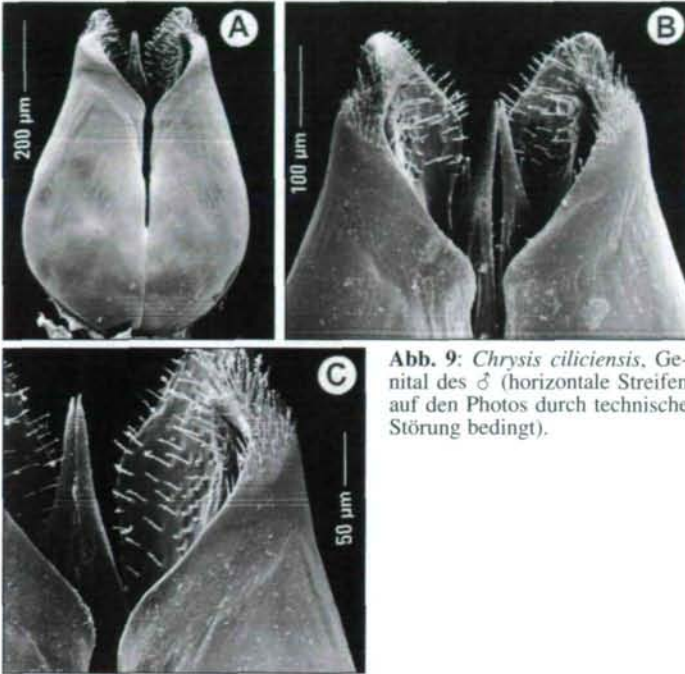 A
200 µm
B
100 µm
C
50 µm
Abb. 9: Chrysis ciliciensis, Ge-
nital des ♂ (horizontale Streifen
auf den Photos durch technische
Störung bedingt).